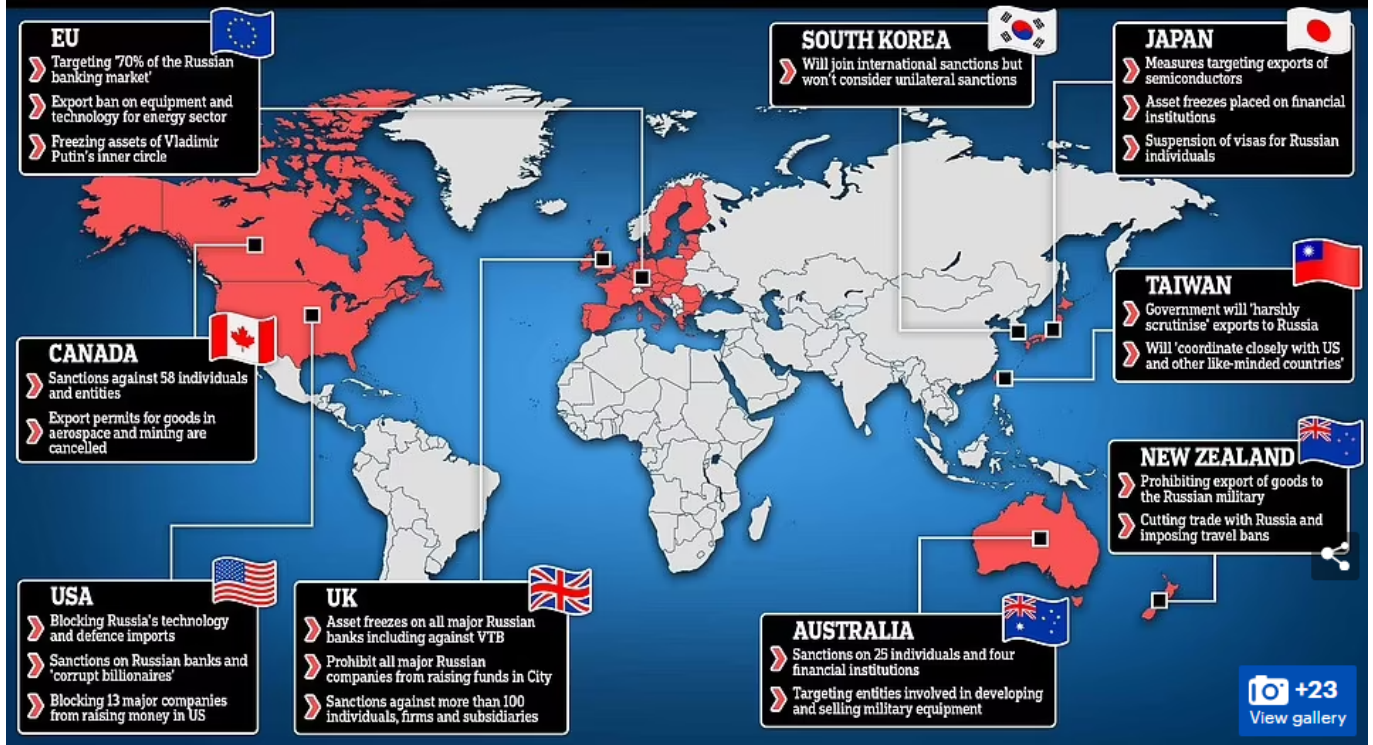 EU
Targeting '70% of the Russian
banking market'
Export ban on equipment and
technology for energy sector
Freezing assets of Vladimir
Putin's inner circle
SOUTH KOREA
Will join international sanctions but
won't consider unilateral sanctions
JAPAN
Measures targeting exports of
semiconductors
Asset freezes placed on financial
institutions
Suspension of visas for Russian
individuals
TAIWAN
Government will 'harshly
scrutinise' exports to Russia
Will 'coordinate closely with US
and other like-minded countries'
CANADA
Sanctions against 58 individuals
and entities
Export permits for goods in
aerospace and mining are
cancelled
NEW ZEALAND
Prohibiting export of goods to
the Russian military
Cutting trade with Russia and
imposing travel bans
USA
Blocking Russia's technology
and defence imports
Sanctions on Russian banks and
'corrupt billionaires'
Blocking 13 major companies
from raising money in US
UK
Asset freezes on all major Russian
banks including against VTB
Prohibit all major Russian
companies from raising funds in City
Sanctions against more than 100
individuals, firms and subsidiaries
AUSTRALIA
Sanctions on 25 individuals and four
financial institutions
Targeting entities involved in developing
and selling military equipment
+23
View gallery